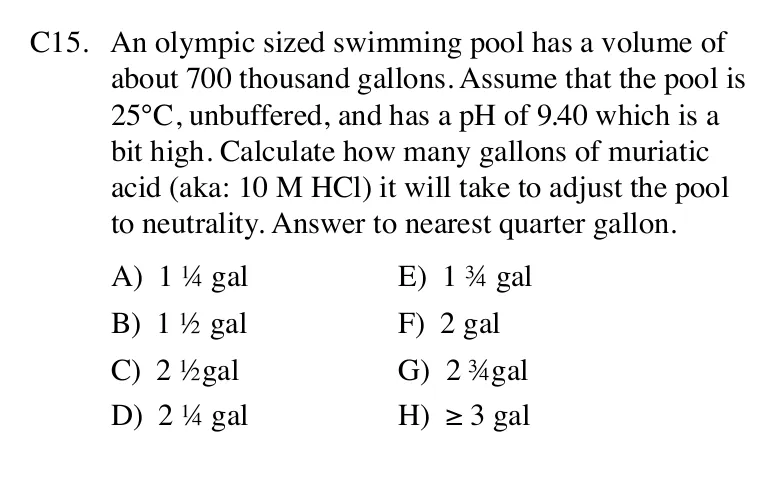 C15. An olympic sized swimming pool has a volume of
about 700 thousand gallons. Assume that the pool is
25°C, unbuffered, and has a pH of 9.40 which is a
bit high. Calculate how many gallons of muriatic
acid (aka: 10 M HCl) it will take to adjust the pool
to neutrality. Answer to nearest quarter gallon.
A) 1 ¼ gal E) 1 ¾ gal
B) 1 ½ gal F) 2 gal
C) 2 ½gal G) 2 ¾gal
D) 2 ¼ gal H) ≥ 3 gal